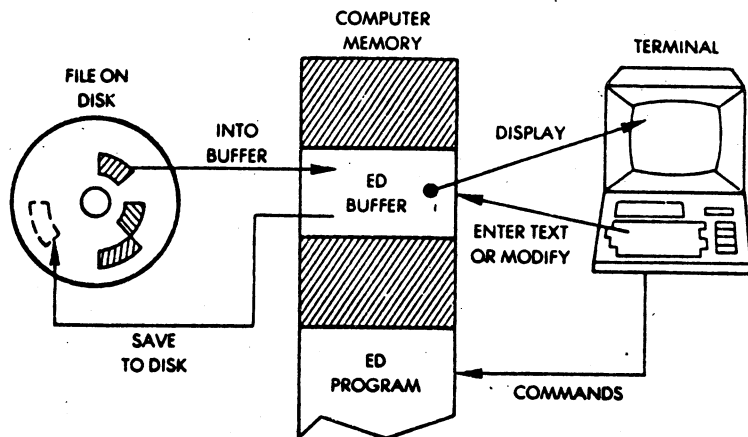 COMPUTER
MEMORY
TERMINAL
FILE ON
DISK
INTO
BUFFER
DISPLAY
ED
BUFFER
ENTER TEXT
OR MODIFY
SAVE
TO DISK
ED
PROGRAM
COMMANDS